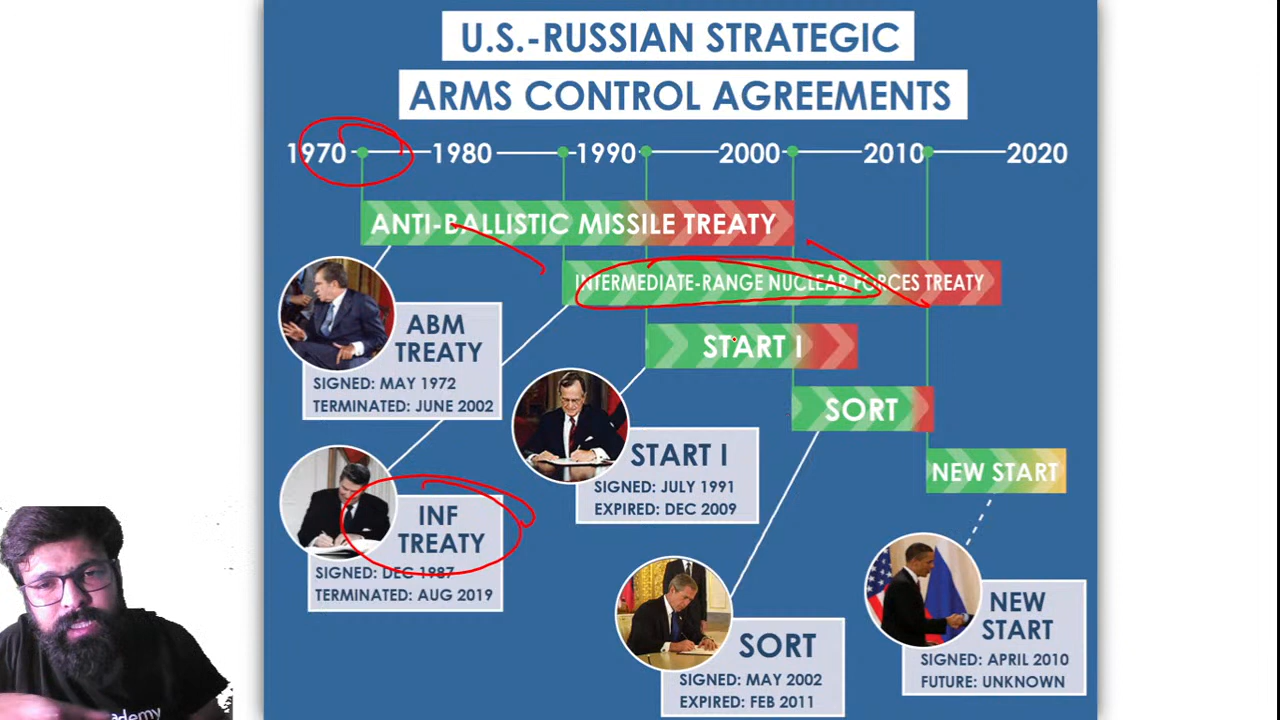 U.S.-RUSSIAN STRATEGIC
ARMS CONTROL AGREEMENTS
1970 1980 1990 2000 2010 2020
ANTI-BALLISTIC MISSILE TREATY
INTERMEDIATE-RANGE NUCLEAR FORCES TREATY
START I
SORT
NEW START
ABM
TREATY
SIGNED: MAY 1972
TERMINATED: JUNE 2002
INF
TREATY
SIGNED: DEC 1987
TERMINATED: AUG 2019
START I
SIGNED: JULY 1991
EXPIRED: DEC 2009
SORT
SIGNED: MAY 2002
EXPIRED: FEB 2011
NEW
START
SIGNED: APRIL 2010
FUTURE: UNKNOWN